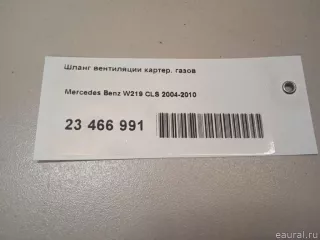 Шланг вентиляции картер. газов
Mercedes Benz W219 CLS 2004-2010
23 466 991
eaural.ru